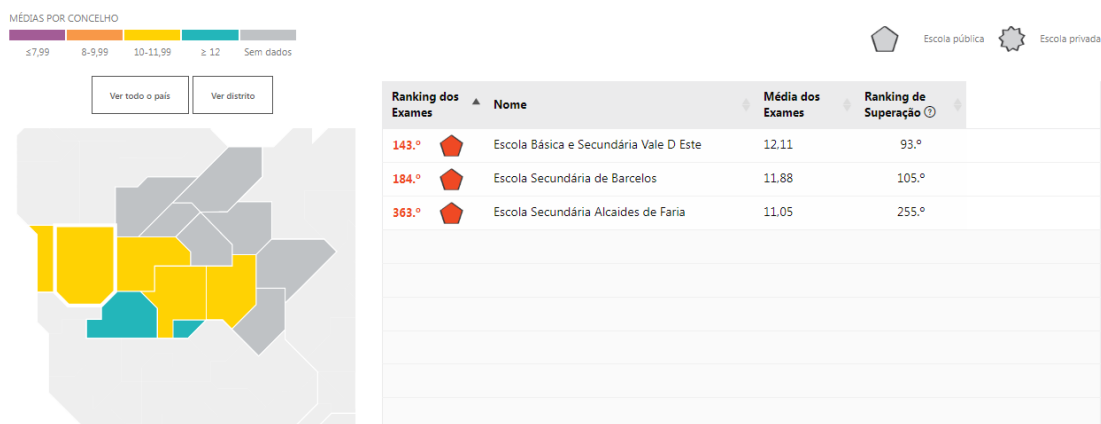 MÉDIAS POR CONCELHO
≤7,99 8-9,99 10-11,99 ≥ 12 Sem dados
Escola pública Escola privada
Ver todo o país Ver distrito
Ranking dos Exames Nome Média dos Exames Ranking de Superação ?
143.º Escola Básica e Secundária Vale D Este 12,11 93.º
184.º Escola Secundária de Barcelos 11,88 105.º
363.º Escola Secundária Alcaides de Faria 11,05 255.º